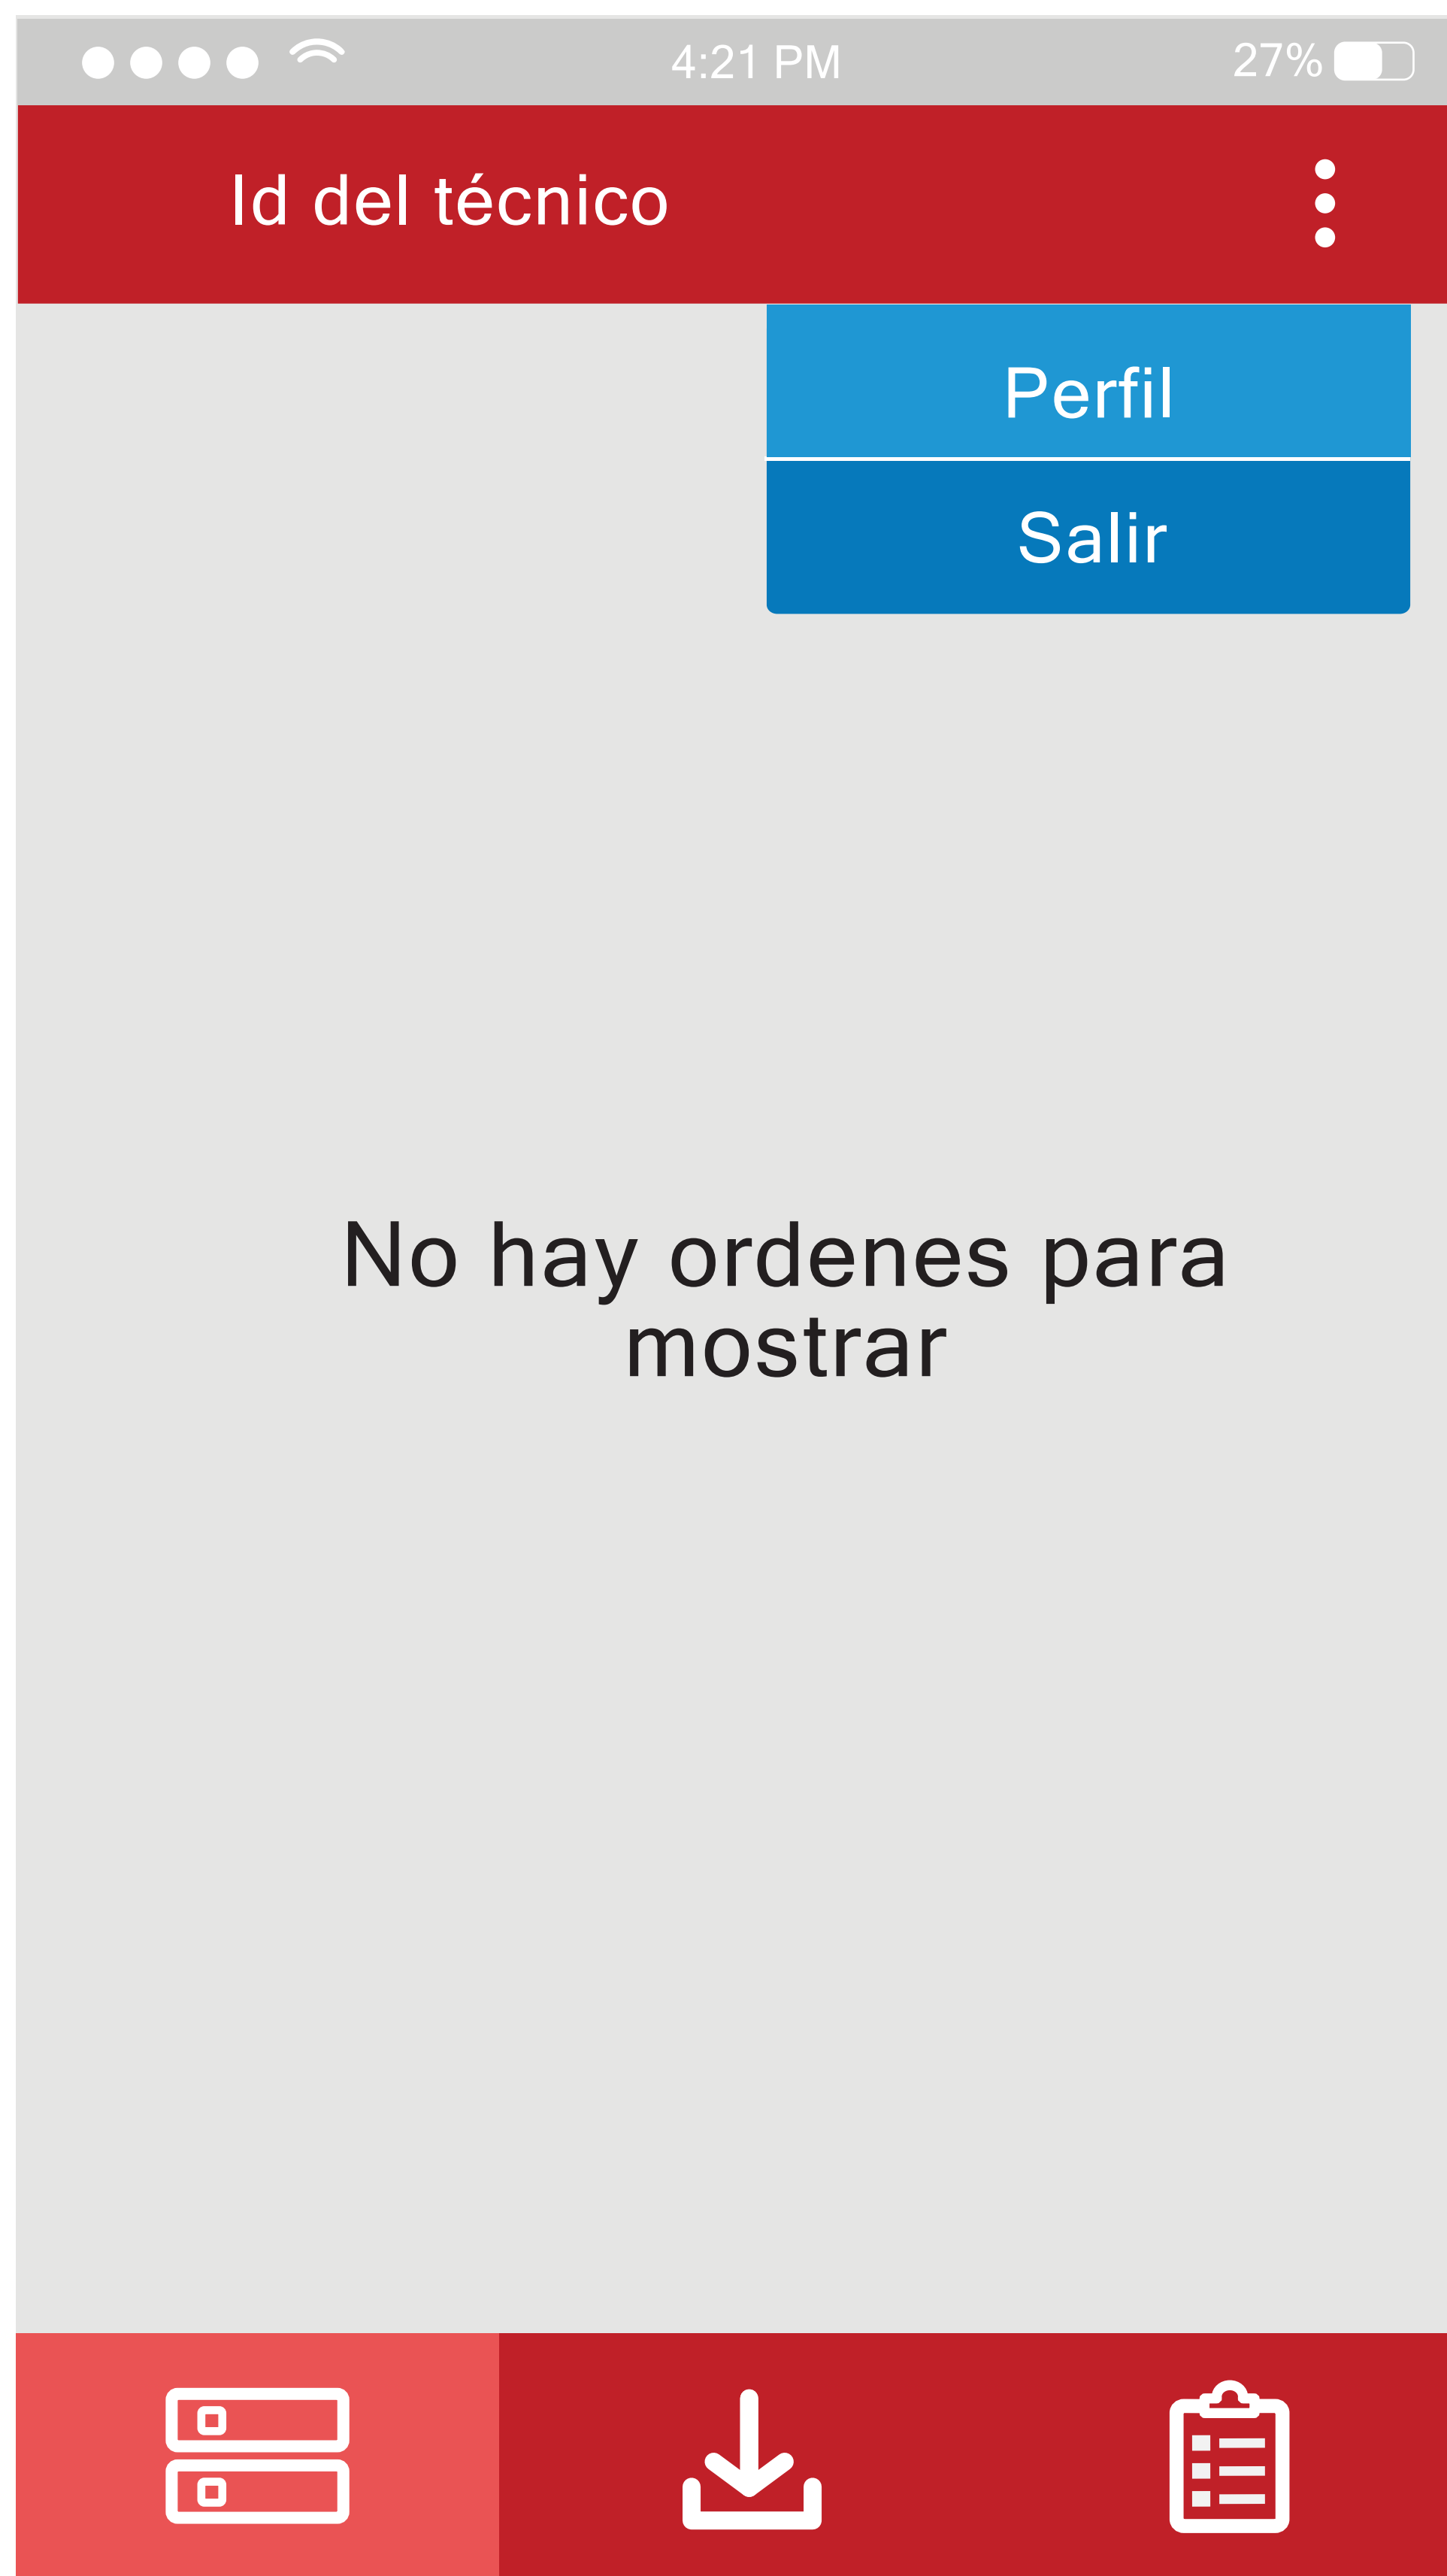 4:21 PM 27%
Id del técnico
Perfil
Salir
No hay ordenes para
mostrar